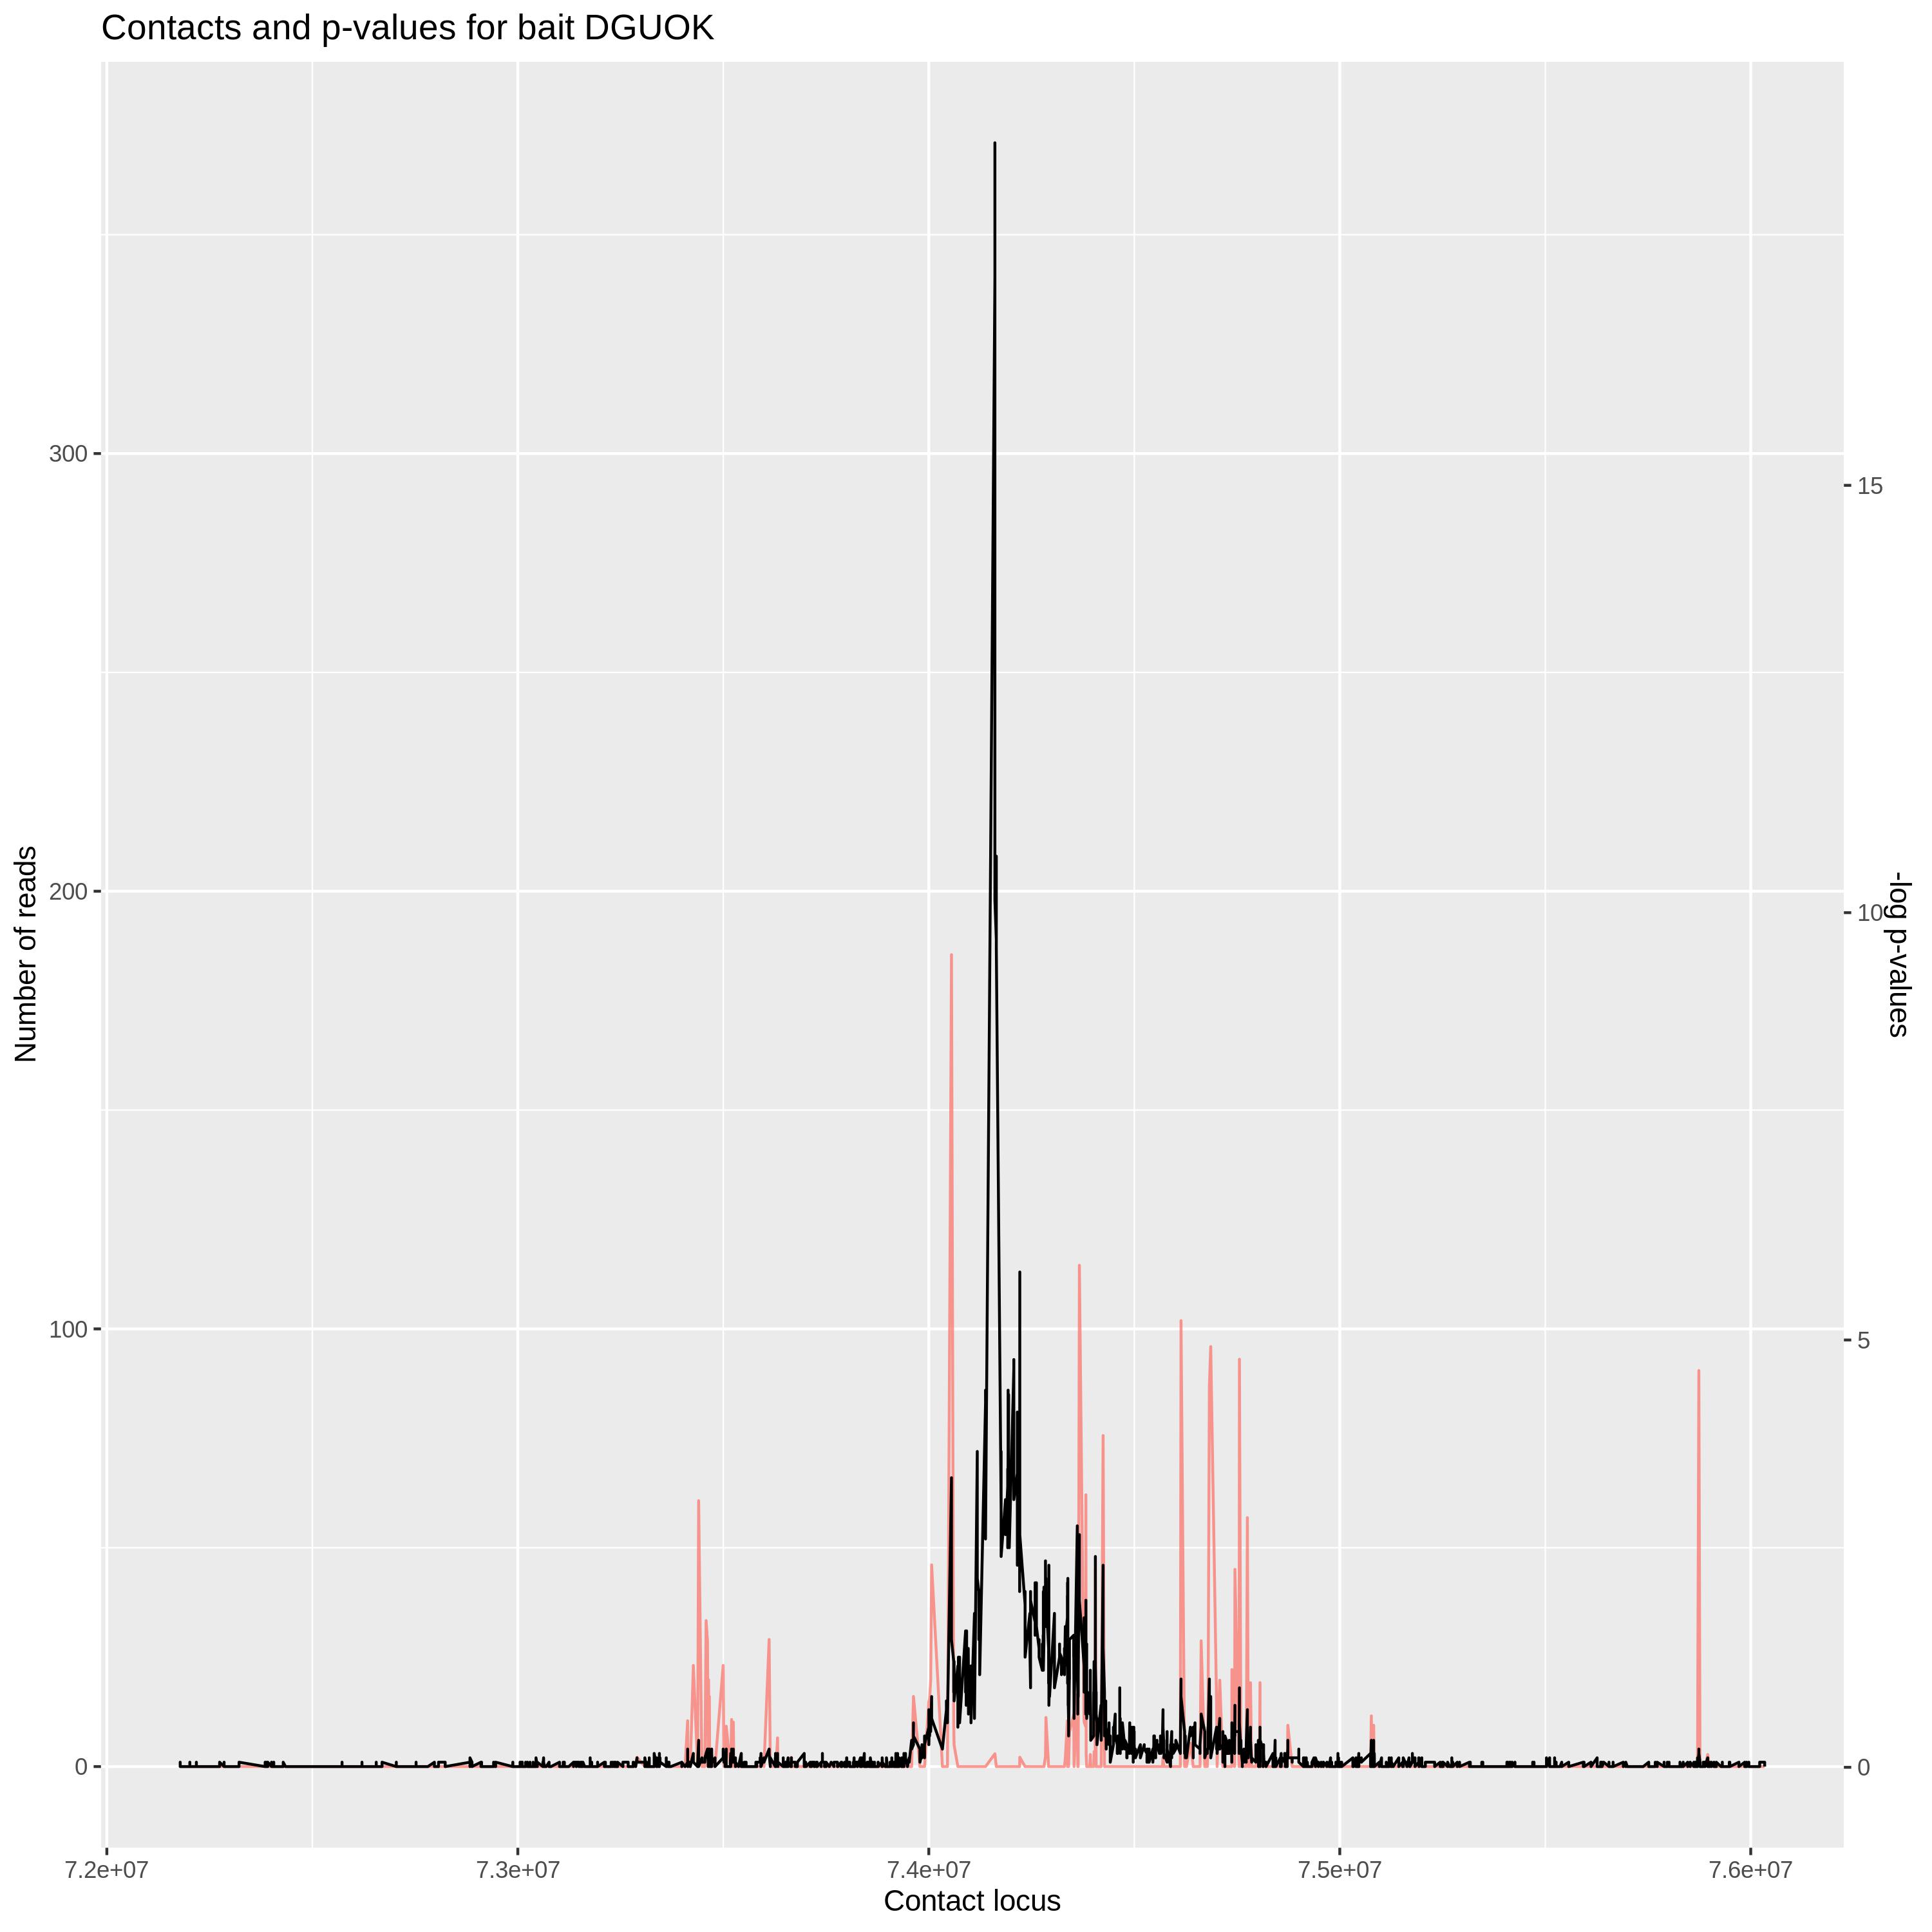 Contacts and p-values for bait DGUOK
Number of reads
300
200
100
0
15
10
5
0
-log p-values
7.2e+07 7.3e+07 7.4e+07 7.5e+07 7.6e+07
Contact locus